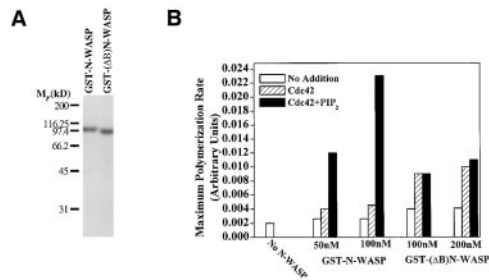 A
GST-N-WASP
GST-(ΔB)N-WASP
Mr(kD)
200
116.25
97.4
66.2
45
31
B
Maximum Polymerization Rate
(Arbitrary Units)
0.024
0.022
0.020
0.018
0.016
0.014
0.012
0.010
0.008
0.006
0.004
0.002
0.000
No Addition
Cdc42
Cdc42+PIP2
No N-WASP
50nM
100nM
100nM
200nM
GST-N-WASP
GST-(ΔB)N-WASP